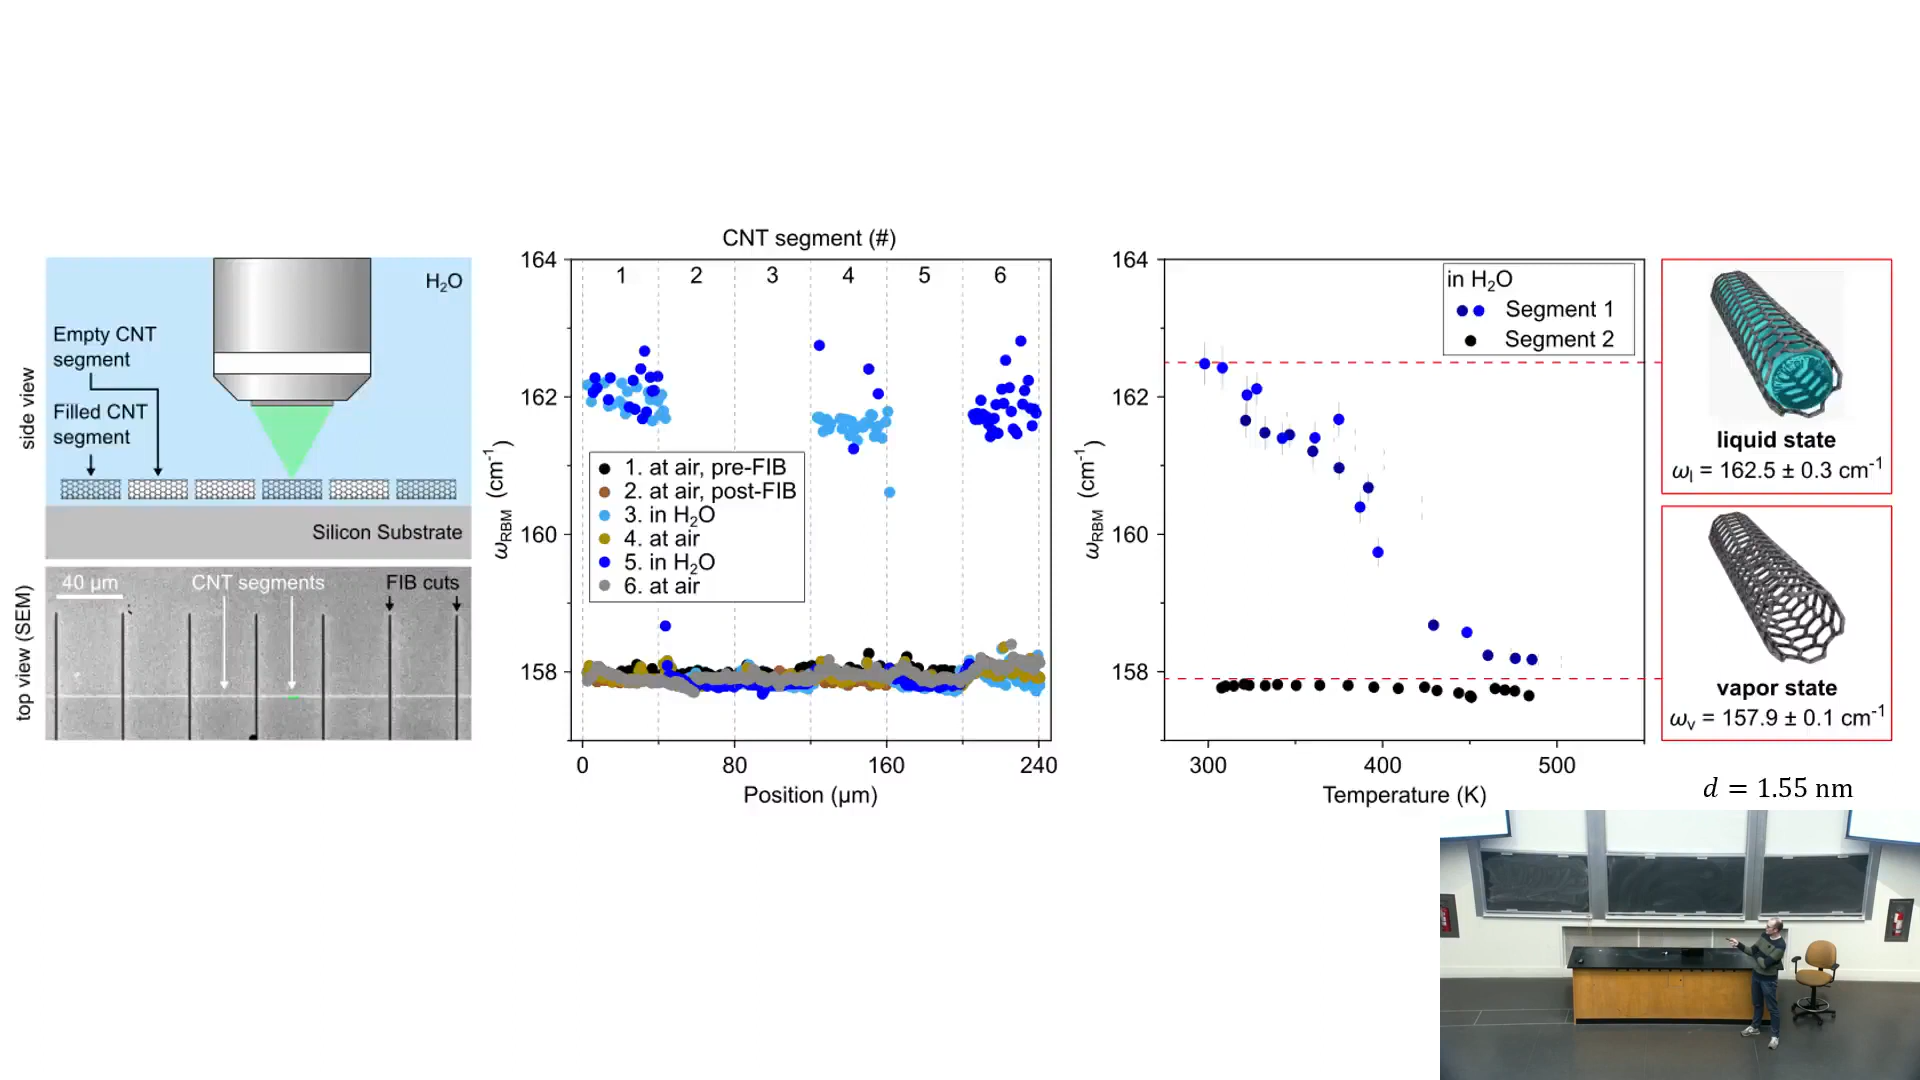 side view
H2O
Empty CNT
segment
Filled CNT
segment
Silicon Substrate
top view (SEM)
40 µm
CNT segments
FIB cuts
CNT segment (#)
1 2 3 4 5 6
164
162
160
158
ωRBM (cm-1)
1. at air, pre-FIB
2. at air, post-FIB
3. in H2O
4. at air
5. in H2O
6. at air
0 80 160 240
Position (µm)
164
162
160
158
ωRBM (cm-1)
in H2O
Segment 1
Segment 2
300 400 500
Temperature (K)
liquid state
ωl = 162.5 ± 0.3 cm-1
vapor state
ωv = 157.9 ± 0.1 cm-1
d = 1.55 nm